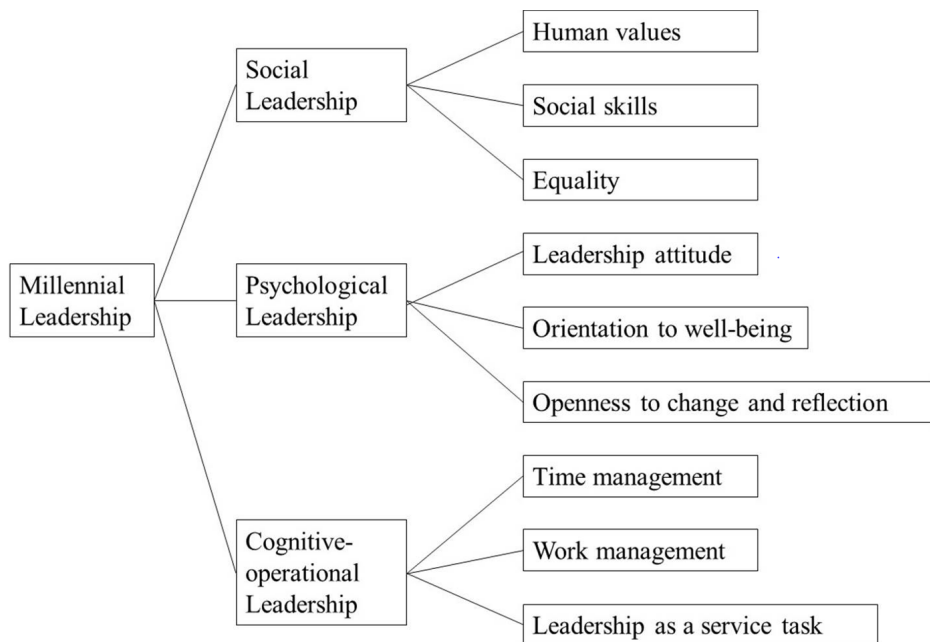 Human values
Social
Leadership
Social skills
Equality
Leadership attitude
Millennial
Leadership
Psychological
Leadership
Orientation to well-being
Openness to change and reflection
Time management
Cognitive-
operational
Leadership
Work management
Leadership as a service task